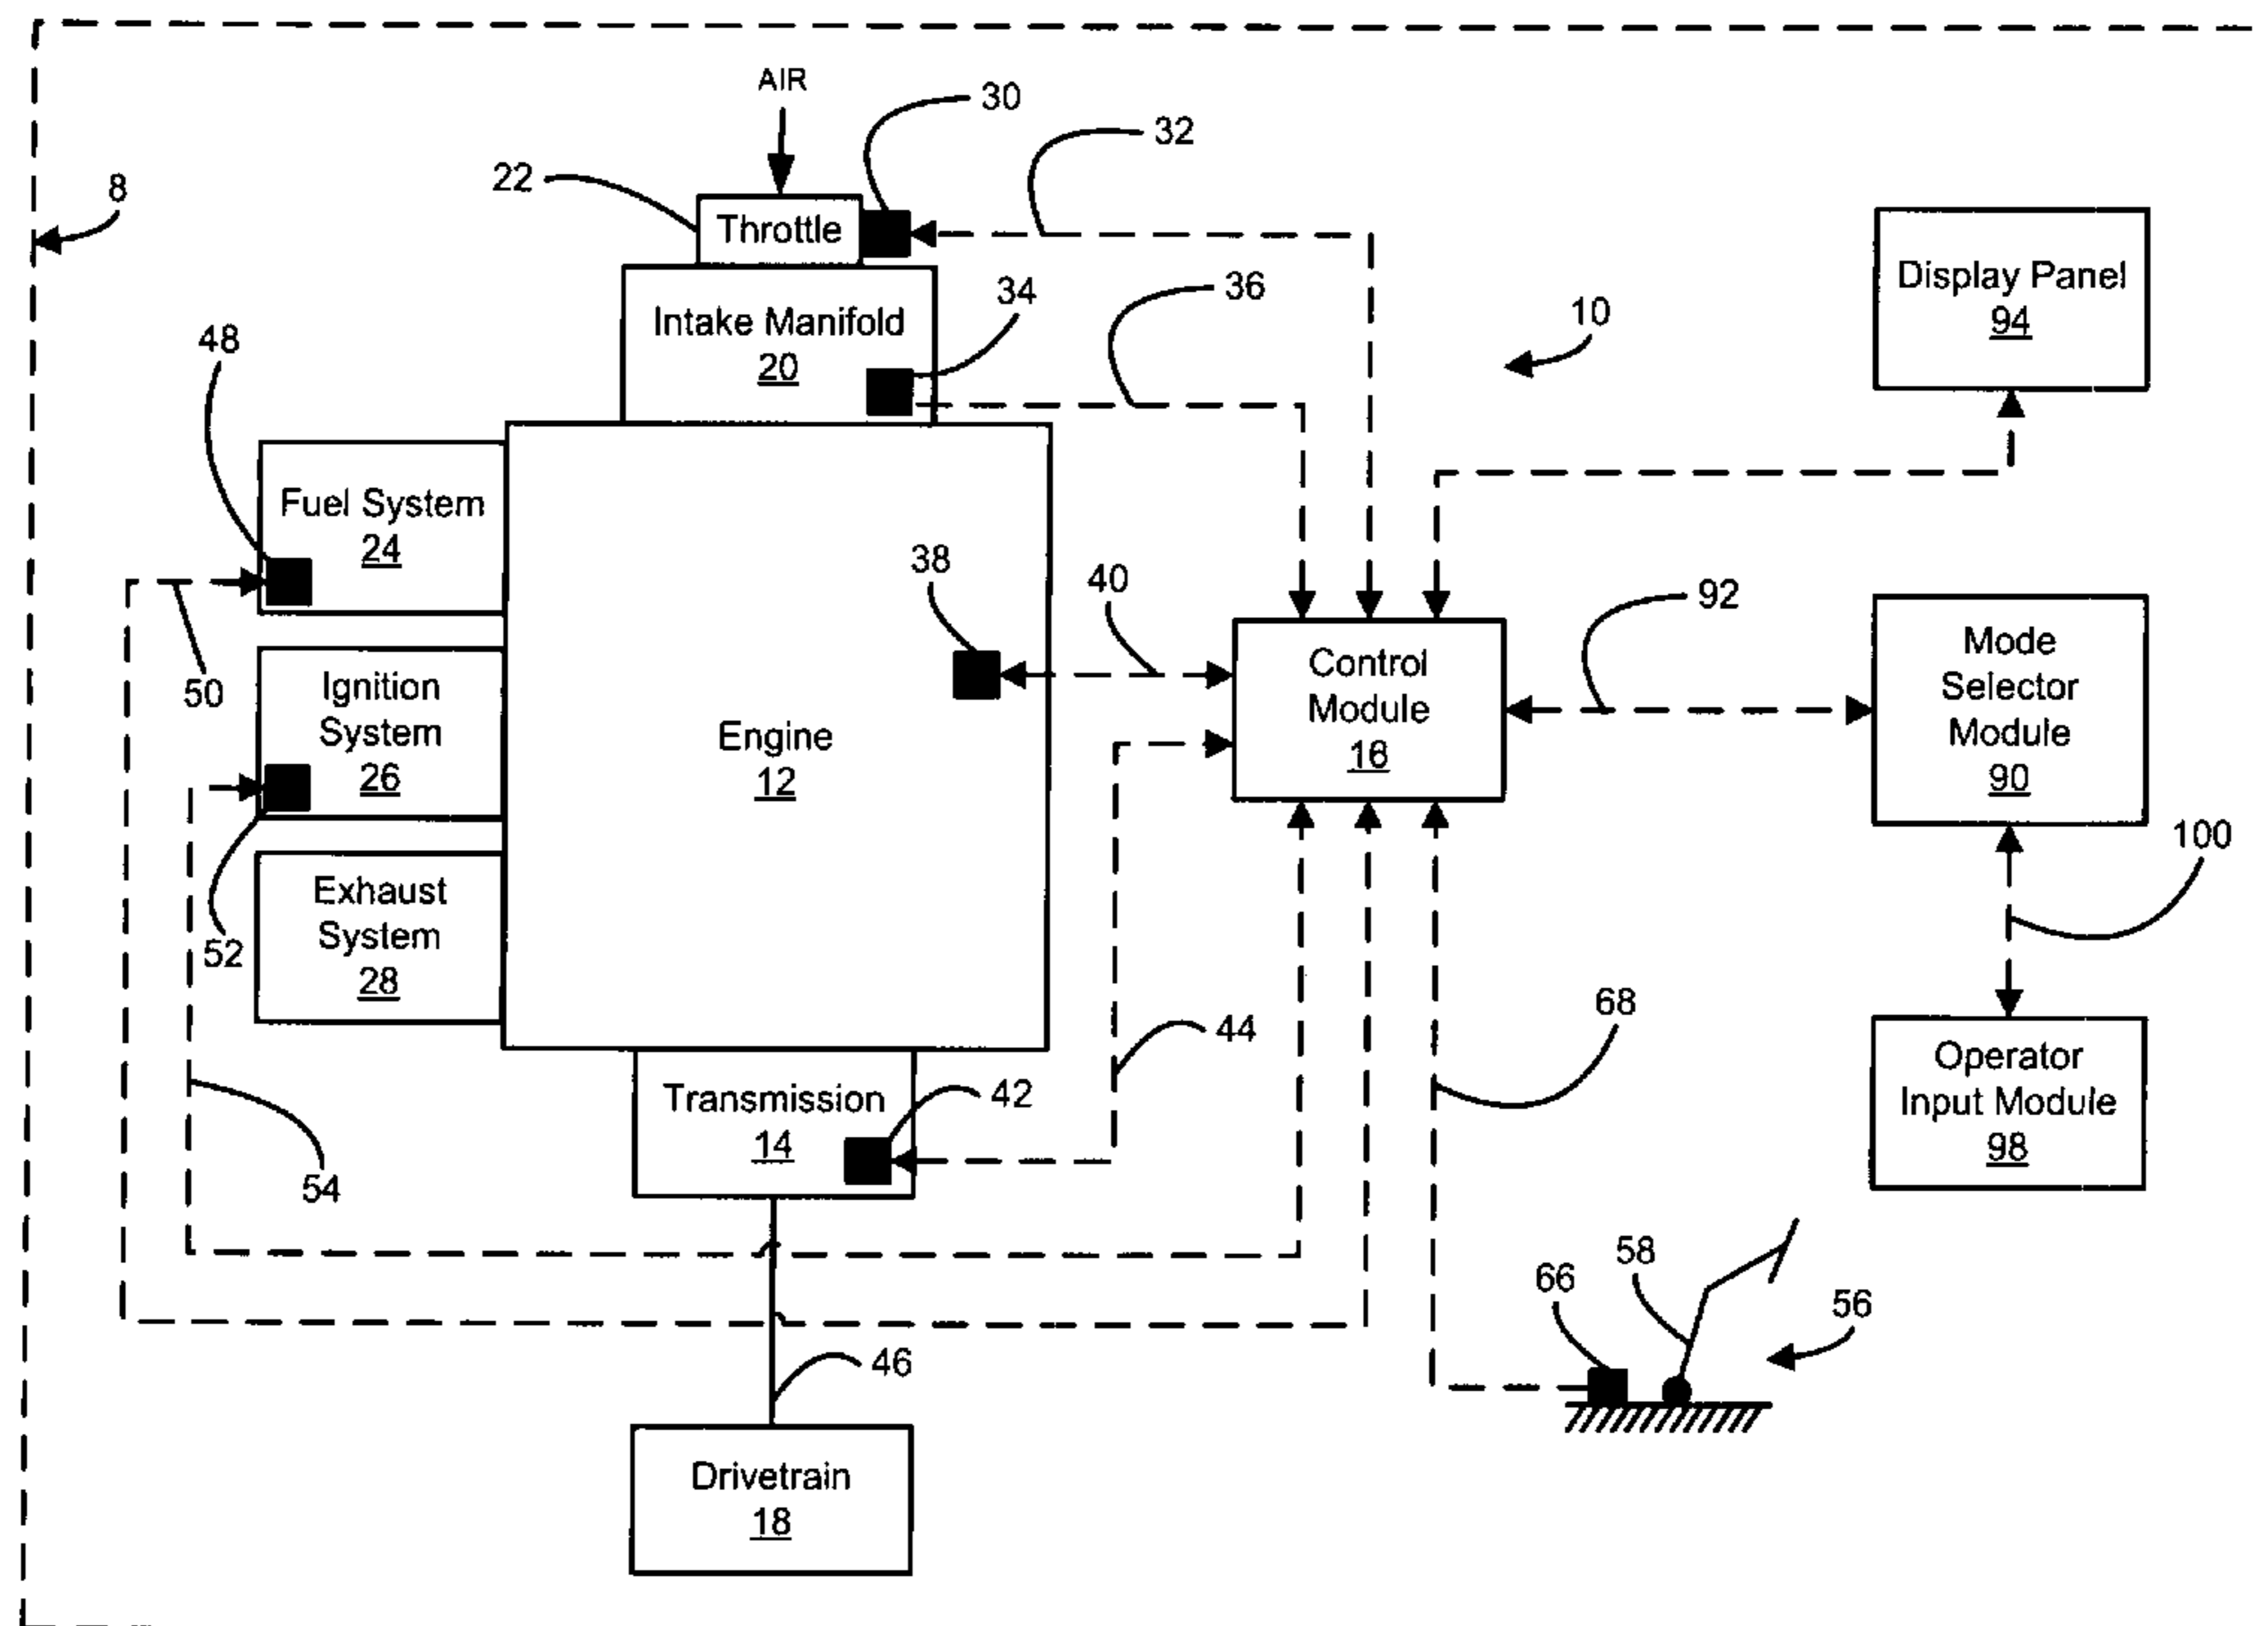 AIR
30
32
8
22
Throttle
34
36
10
Display Panel
94
Intake Manifold
20
48
Fuel System
24
38
40
92
50
Ignition
System
26
Engine
12
Control
Module
16
Mode
Selector
Module
90
100
52
Exhaust
System
28
68
44
Transmission
14
42
Operator
Input Module
98
54
58
66
56
46
Drivetrain
18